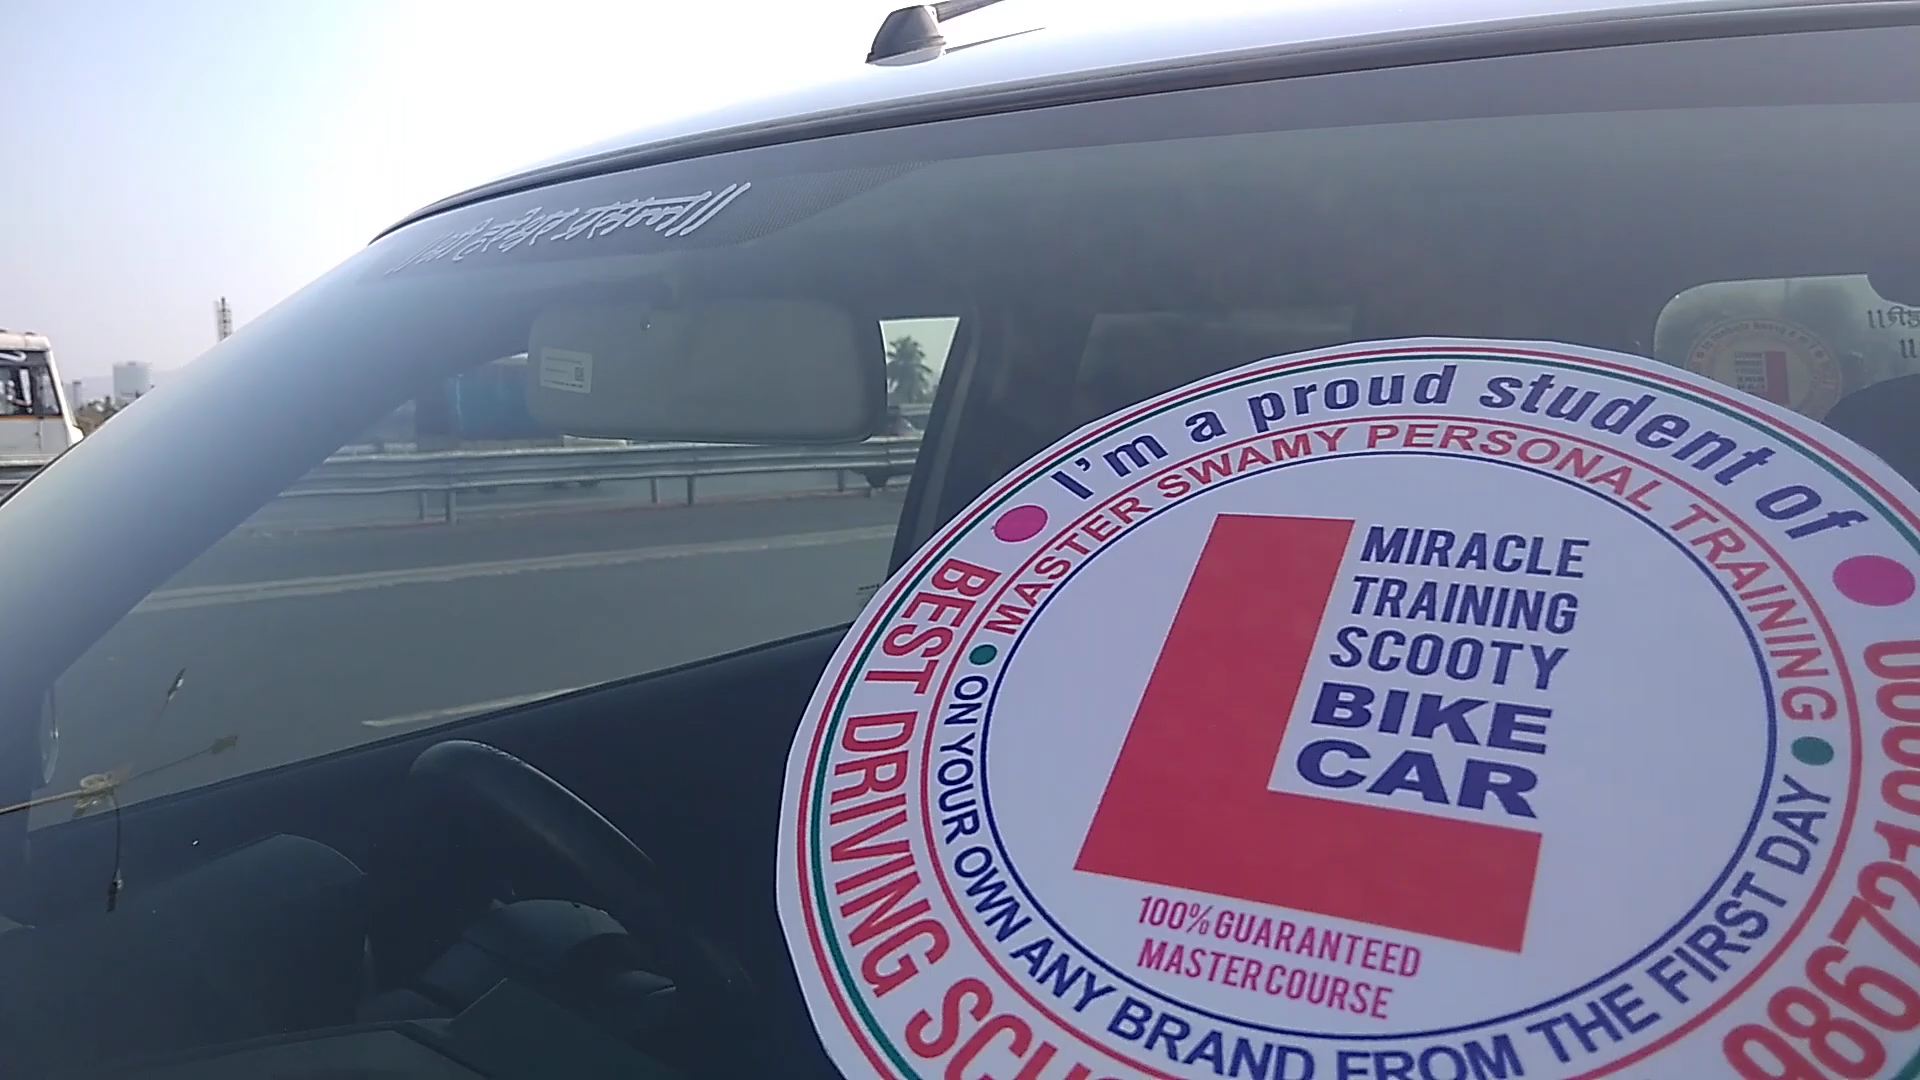 I'm a proud student of
MASTER SWAMY PERSONAL TRAINING
MIRACLE
TRAINING
SCOOTY
BIKE
CAR
100% GUARANTEED
MASTER COURSE
ON YOUR OWN ANY BRAND FROM THE FIRST DAY
BEST DRIVING